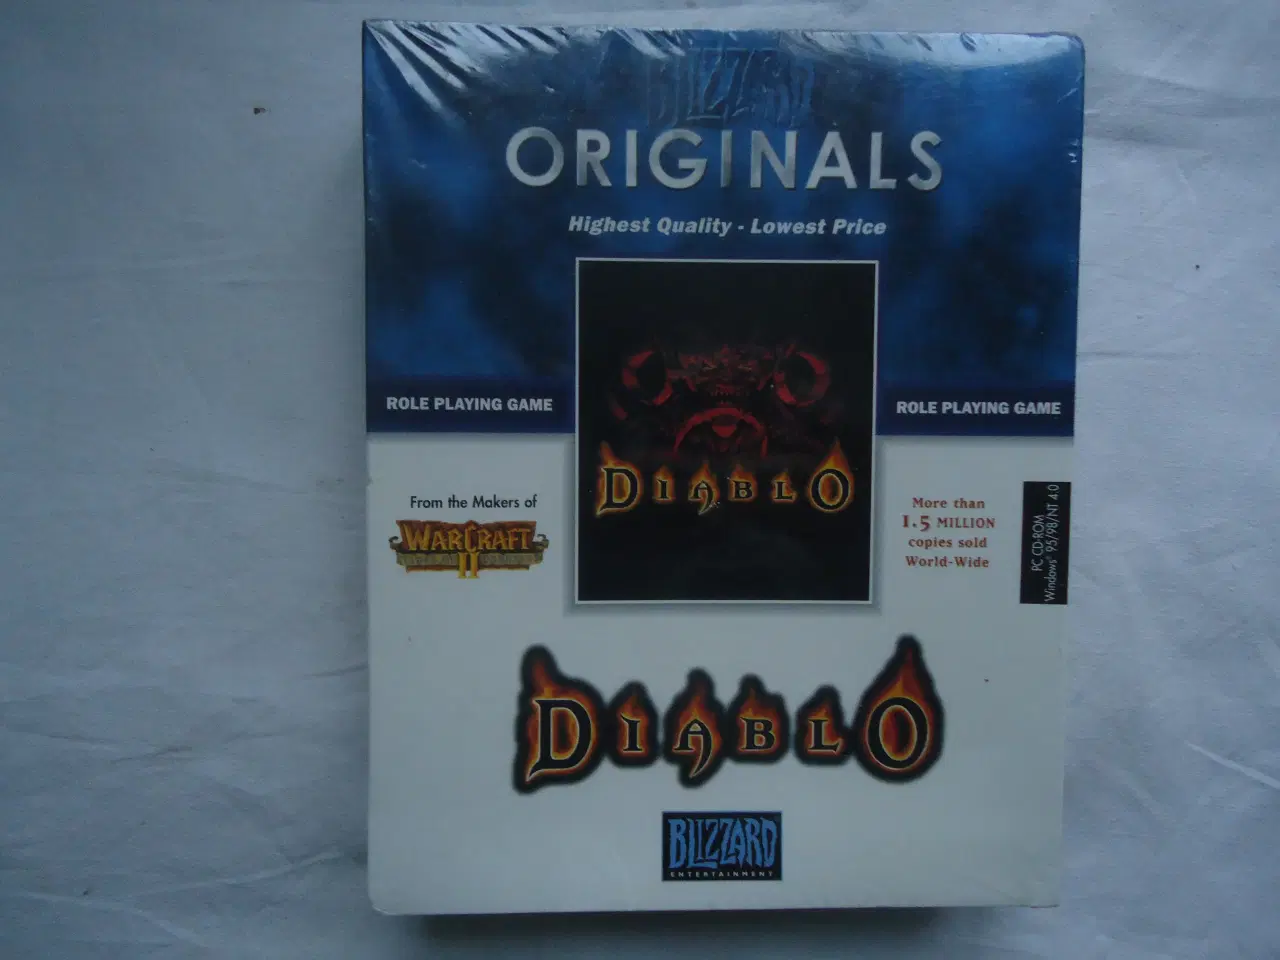 BLIZZARD
ORIGINALS
Highest Quality - Lowest Price
ROLE PLAYING GAME
ROLE PLAYING GAME
DIABLO
From the Makers of
WARCRAFT
II
More than
1.5 MILLION
copies sold
World-Wide
PC CD-ROM
Windows® 95/98/NT 4.0
DIABLO
BLIZZARD
ENTERTAINMENT